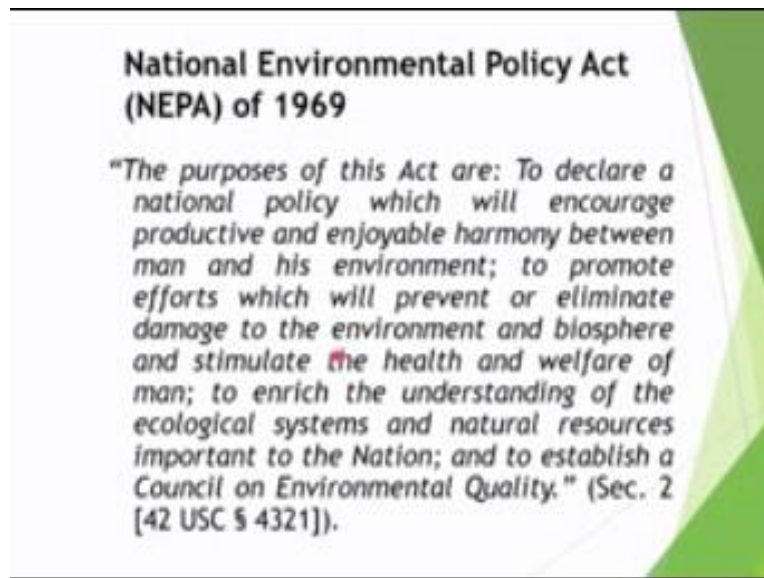 National Environmental Policy Act
(NEPA) of 1969
“The purposes of this Act are: To declare a
national policy which will encourage
productive and enjoyable harmony between
man and his environment; to promote
efforts which will prevent or eliminate
damage to the environment and biosphere
and stimulate the health and welfare of
man; to enrich the understanding of the
ecological systems and natural resources
important to the Nation; and to establish a
Council on Environmental Quality.” (Sec. 2
[42 USC § 4321]).